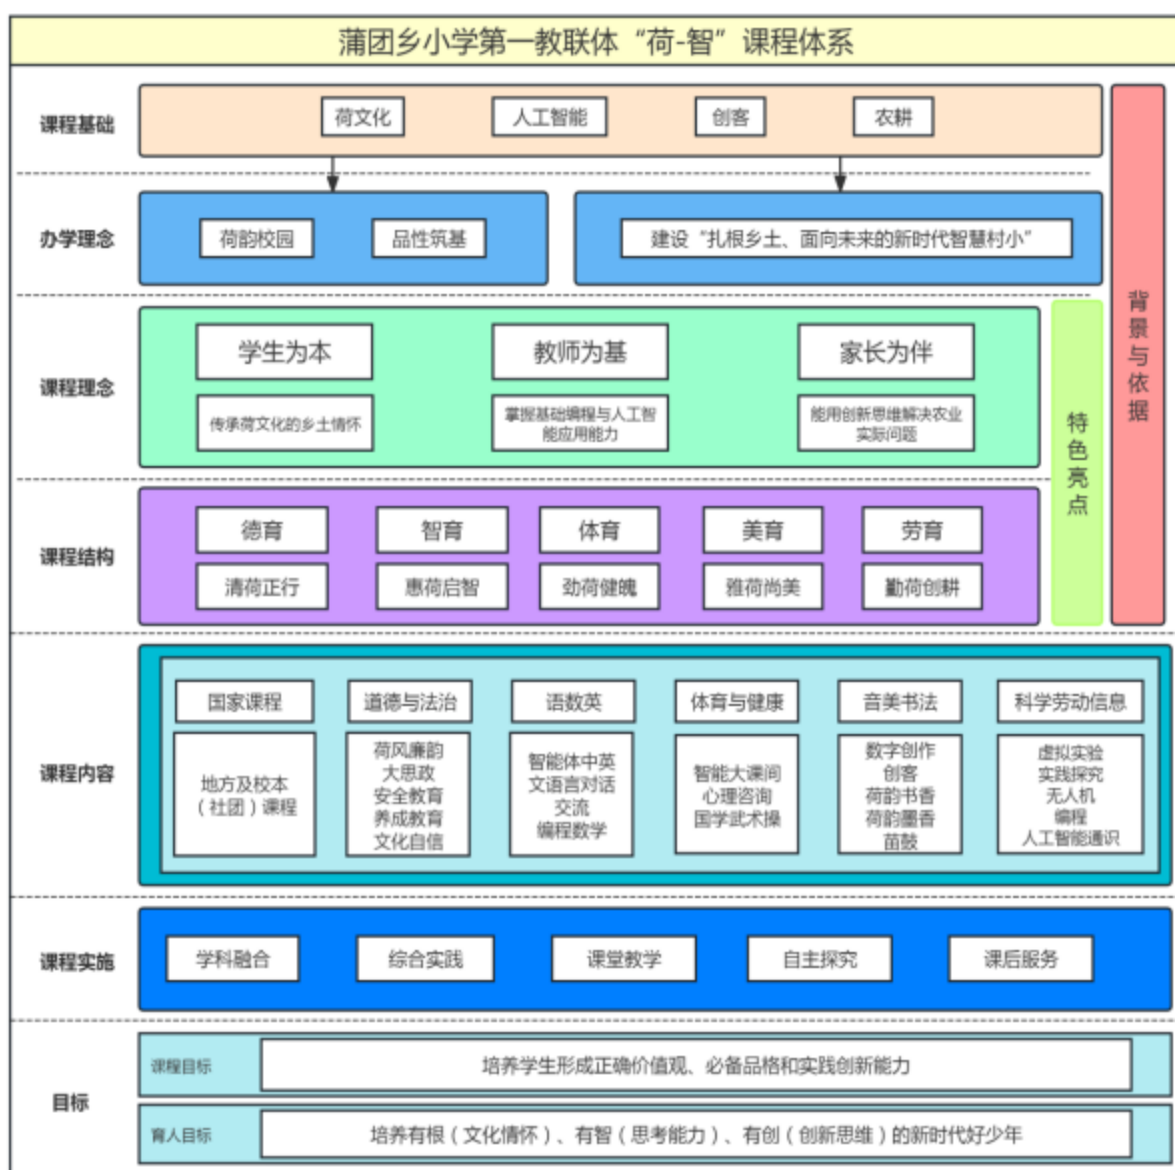 蒲团乡小学第一教联体“荷-智”课程体系
课程基础
荷文化
人工智能
创客
农耕
办学理念
荷韵校园
品性筑基
建设“扎根乡土、面向未来的新时代智慧村小”
背景与依据
课程理念
学生为本
教师为基
家长为伴
传承荷文化的乡土情怀
掌握基础编程与人工智
能应用能力
能用创新思维解决农业
实际问题
特色亮点
课程结构
德育
智育
体育
美育
劳育
清荷正行
惠荷启智
劲荷健魄
雅荷尚美
勤荷创耕
课程内容
国家课程
道德与法治
语数英
体育与健康
音美书法
科学劳动信息
地方及校本
（社团）课程
荷风廉韵
大思政
安全教育
养成教育
文化自信
智能体中英
文语言对话
交流
编程数学
智能大课间
心理咨询
国学武术操
数字创作
创客
荷韵书香
荷韵墨香
苗鼓
虚拟实验
实践探究
无人机
编程
人工智能通识
课程实施
学科融合
综合实践
课堂教学
自主探究
课后服务
目标
课程目标
培养学生形成正确价值观、必备品格和实践创新能力
育人目标
培养有根（文化情怀）、有智（思考能力）、有创（创新思维）的新时代好少年